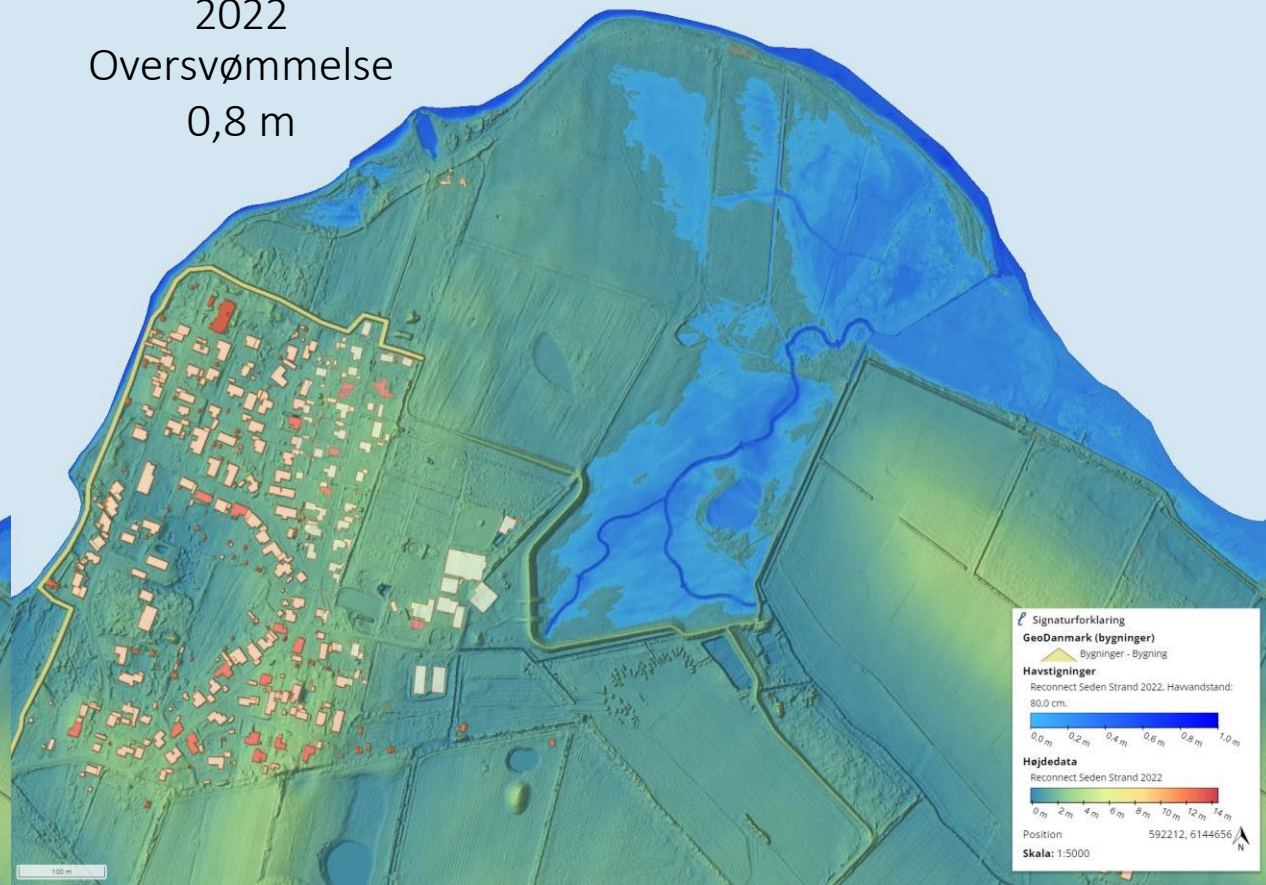 2022
Oversvømmelse
0,8 m
Signaturforklaring
GeoDanmark (bygninger)
Bygninger - Bygning
Havstigninger
Reconnect Seden Strand 2022. Havvandstand:
80.0 cm.
0,0 m 0,2 m 0,4 m 0,6 m 0,8 m 1,0 m
Højdedata
Reconnect Seden Strand 2022
0 m 2 m 4 m 6 m 8 m 10 m 12 m 14 m
Position 592212, 6144656
N
Skala: 1:5000
100 m